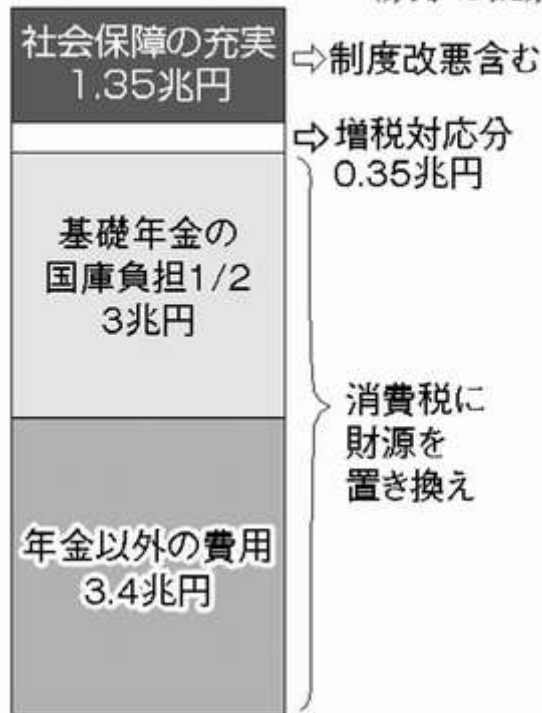 社会保障の充実
1.35兆円
⇨制度改悪含む
⇨増税対応分
0.35兆円
基礎年金の
国庫負担1/2
3兆円
消費税に
財源を
置き換え
年金以外の費用
3.4兆円